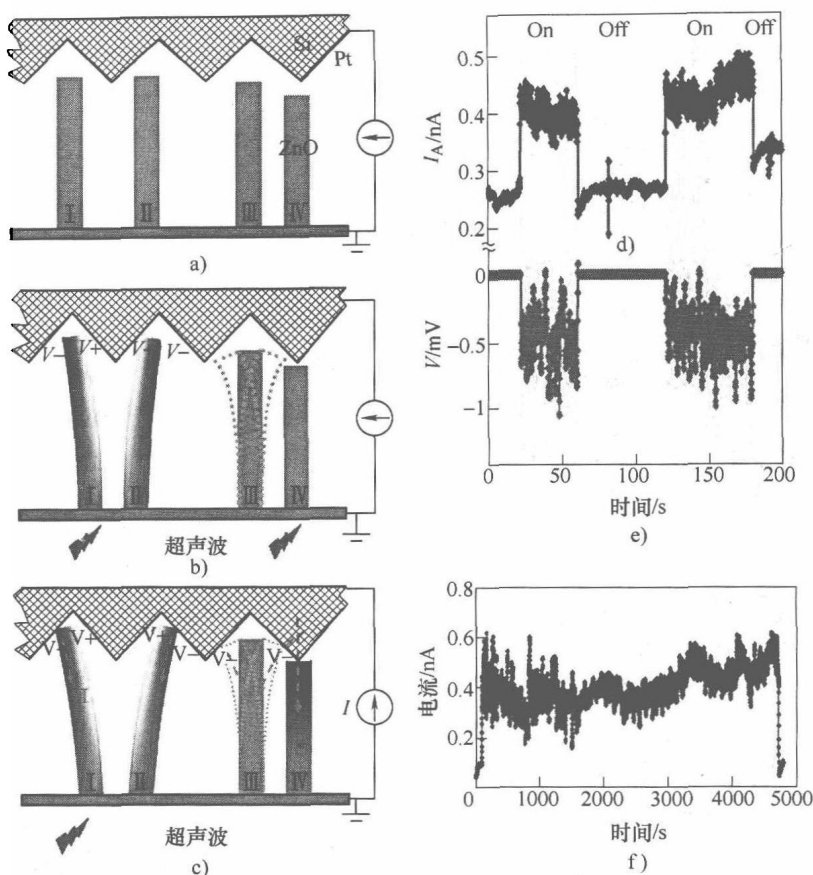 Si
Pt
ZnO
Ⅰ Ⅱ Ⅲ Ⅳ
a)
V− V+ V− V−
Ⅰ Ⅱ Ⅲ Ⅳ
超声波
b)
V− V+ V+ V− V− V−
I
Ⅰ Ⅱ Ⅲ Ⅳ
超声波
c)
On Off On Off
I_A/nA
0.5
0.4
0.3
0.2
d)
V/mV
0
−0.5
−1
0 50 100 150 200
时间/s
e)
电流/nA
0.8
0.6
0.4
0.2
0 1000 2000 3000 4000 5000
时间/s
f)